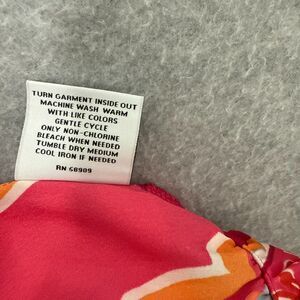 TURN GARMENT INSIDE OUT
MACHINE WASH WARM
WITH LIKE COLORS
GENTLE CYCLE
ONLY NON-CHLORINE
BLEACH WHEN NEEDED
TUMBLE DRY MEDIUM
COOL IRON IF NEEDED
RN 68989